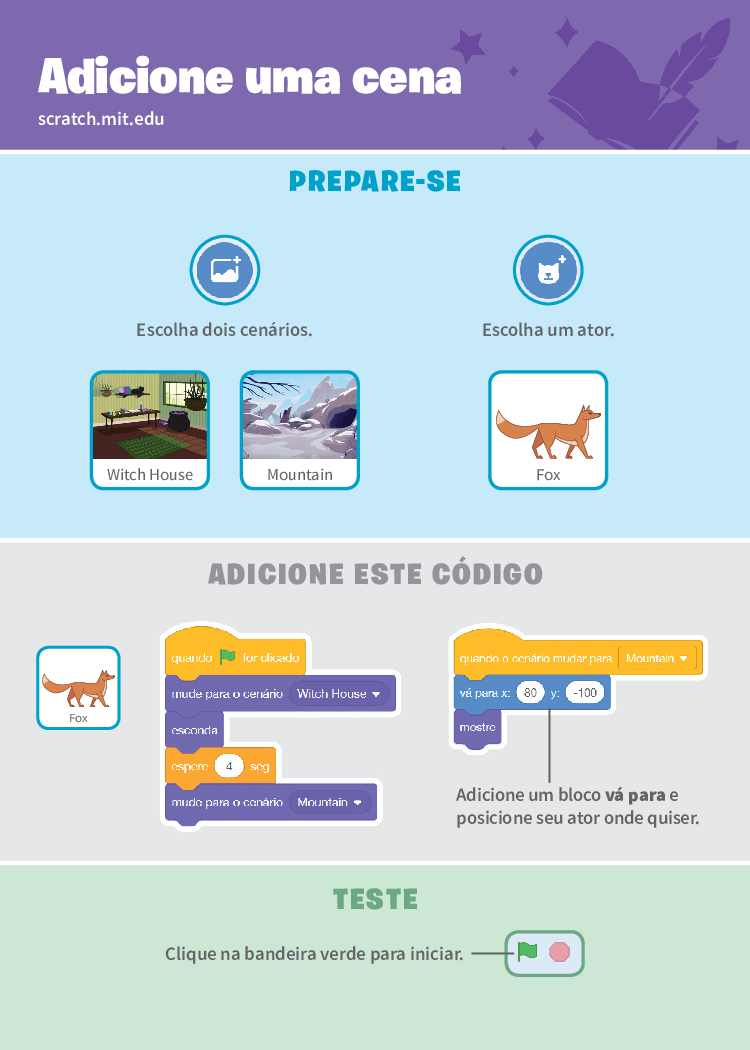 Adicione uma cena
scratch.mit.edu
PREPARE-SE
Escolha dois cenários.
Escolha um ator.
Witch House
Mountain
Fox
ADICIONE ESTE CÓDIGO
Fox
quando for clicado
mude para o cenário Witch House
esconda
espere 4 seg
mude para o cenário Mountain
quando o cenário mudar para Mountain
vá para x: 80 y: -100
mostre
Adicione um bloco vá para e
posicione seu ator onde quiser.
TESTE
Clique na bandeira verde para iniciar.